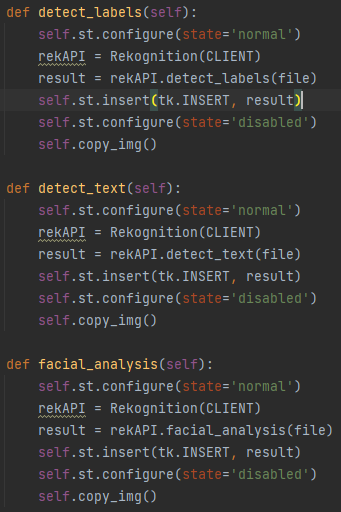 def detect_labels(self):
    self.st.configure(state='normal')
    rekAPI = Rekognition(CLIENT)
    result = rekAPI.detect_labels(file)
    self.st.insert(tk.INSERT, result)
    self.st.configure(state='disabled')
    self.copy_img()

def detect_text(self):
    self.st.configure(state='normal')
    rekAPI = Rekognition(CLIENT)
    result = rekAPI.detect_text(file)
    self.st.insert(tk.INSERT, result)
    self.st.configure(state='disabled')
    self.copy_img()

def facial_analysis(self):
    self.st.configure(state='normal')
    rekAPI = Rekognition(CLIENT)
    result = rekAPI.facial_analysis(file)
    self.st.insert(tk.INSERT, result)
    self.st.configure(state='disabled')
    self.copy_img()